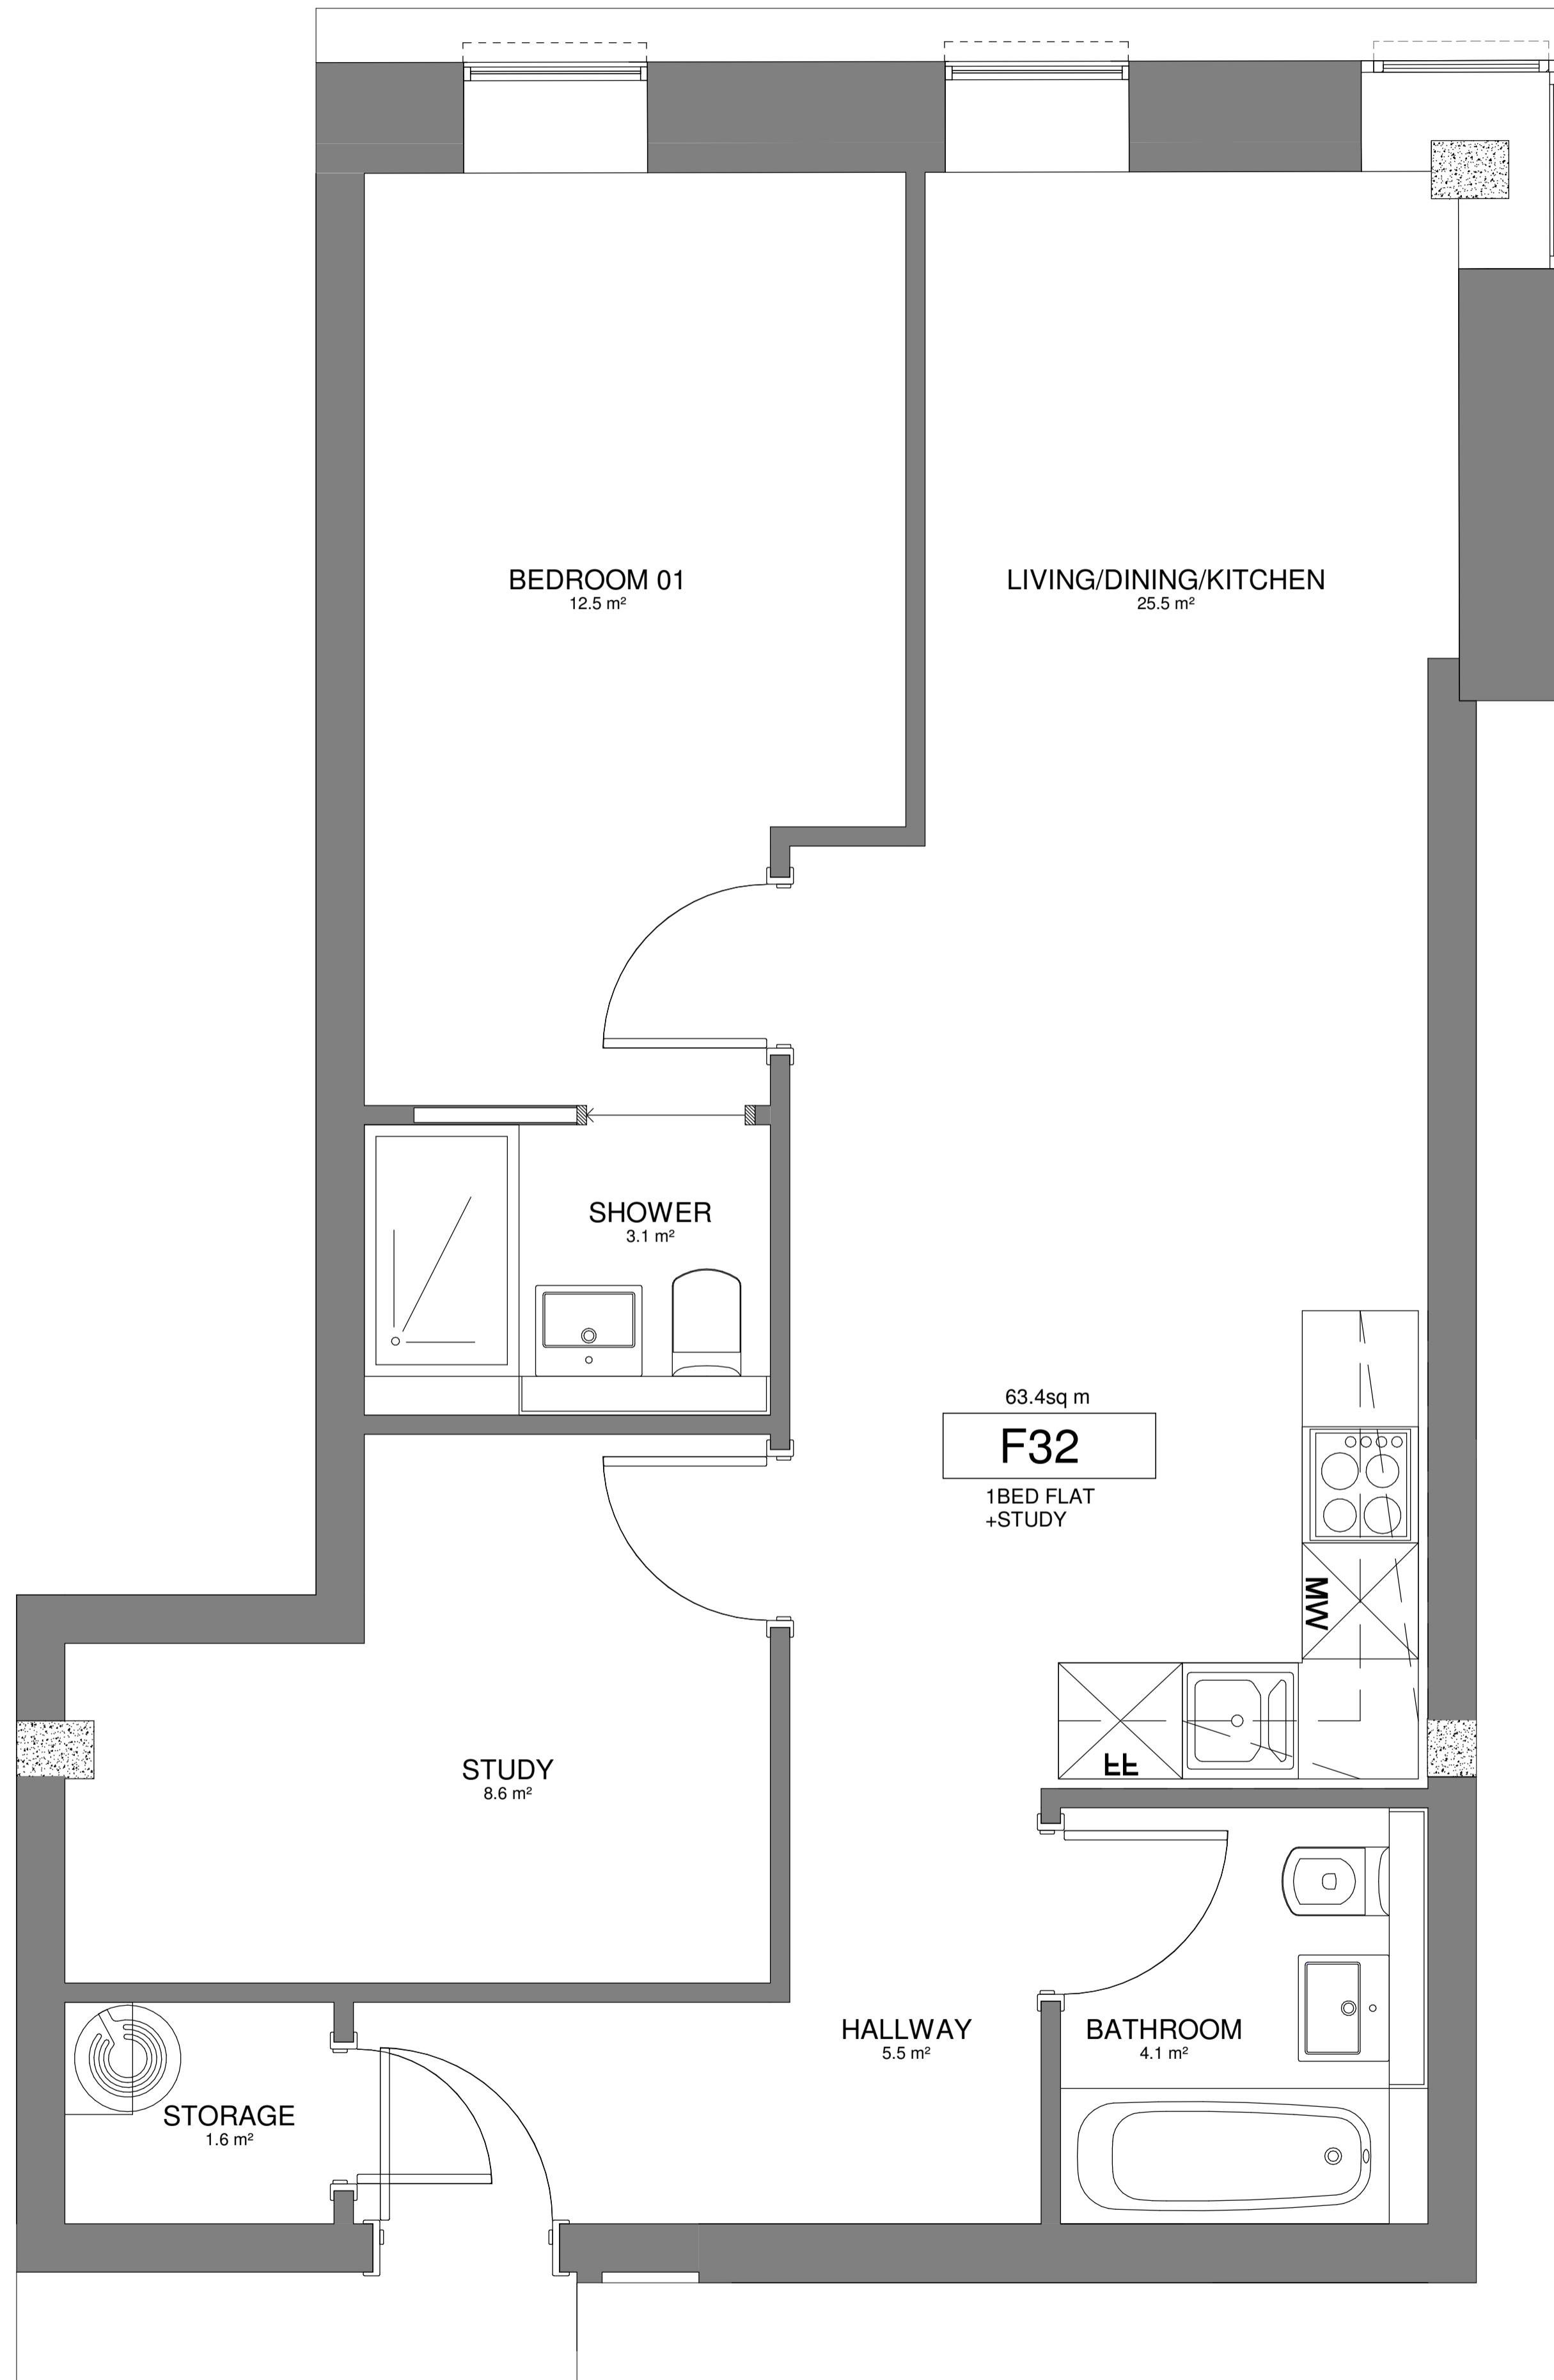 BEDROOM 01
12.5 m²
LIVING/DINING/KITCHEN
25.5 m²
SHOWER
3.1 m²
63.4sq m
F32
1BED FLAT
+STUDY
MW
FF
STUDY
8.6 m²
HALLWAY
5.5 m²
BATHROOM
4.1 m²
STORAGE
1.6 m²